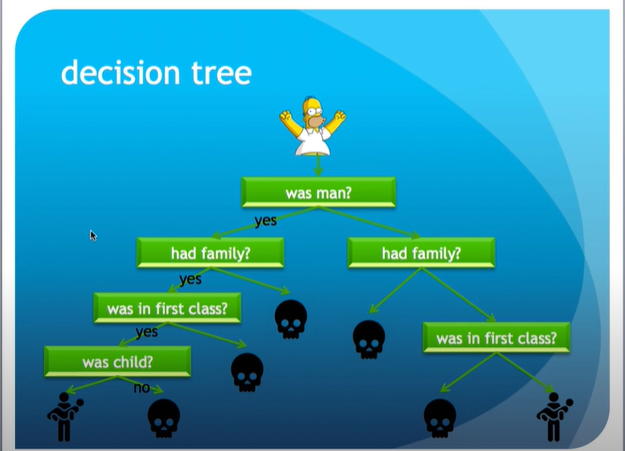 decision tree
was man?
yes
had family?
had family?
yes
was in first class?
yes
was in first class?
was child?
no